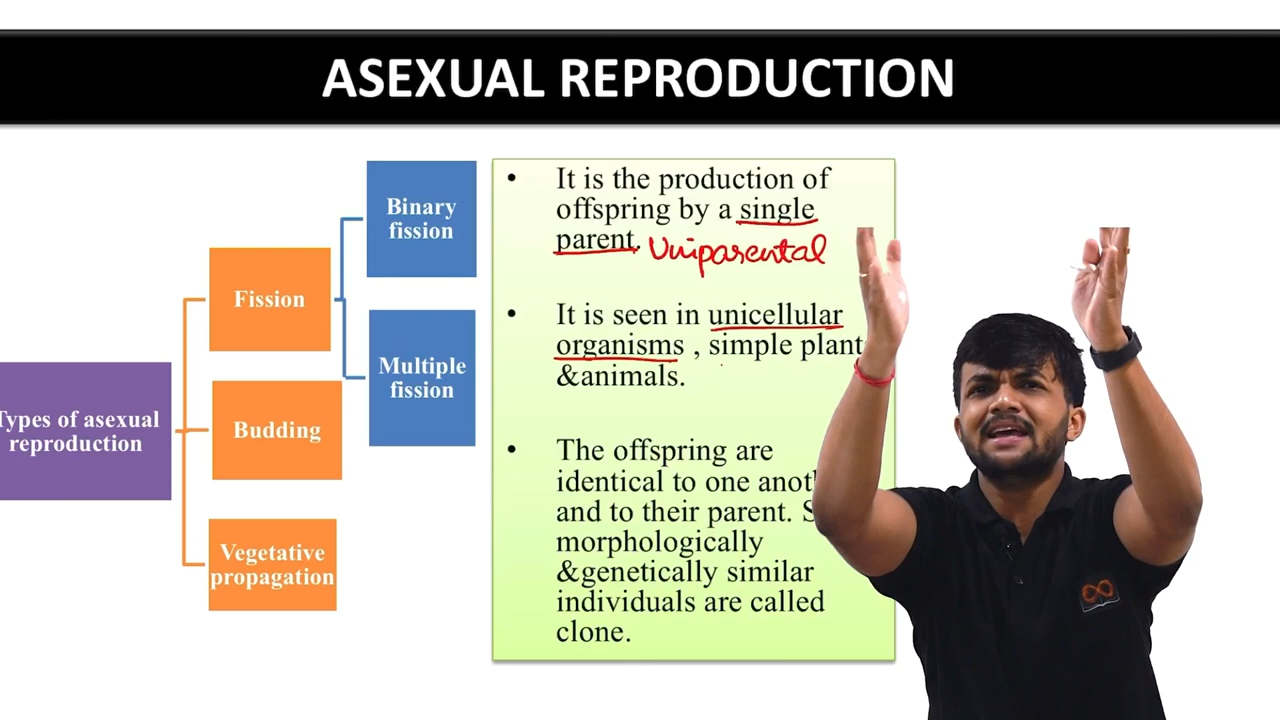 ASEXUAL REPRODUCTION
Types of asexual
reproduction
Fission
Budding
Vegetative
propagation
Binary
fission
Multiple
fission
• It is the production of
offspring by a single
parent. Uniparental
• It is seen in unicellular
organisms , simple plant
&animals.
• The offspring are
identical to one
and to their parent.
morphologically
&genetically similar
individuals are called
clone.